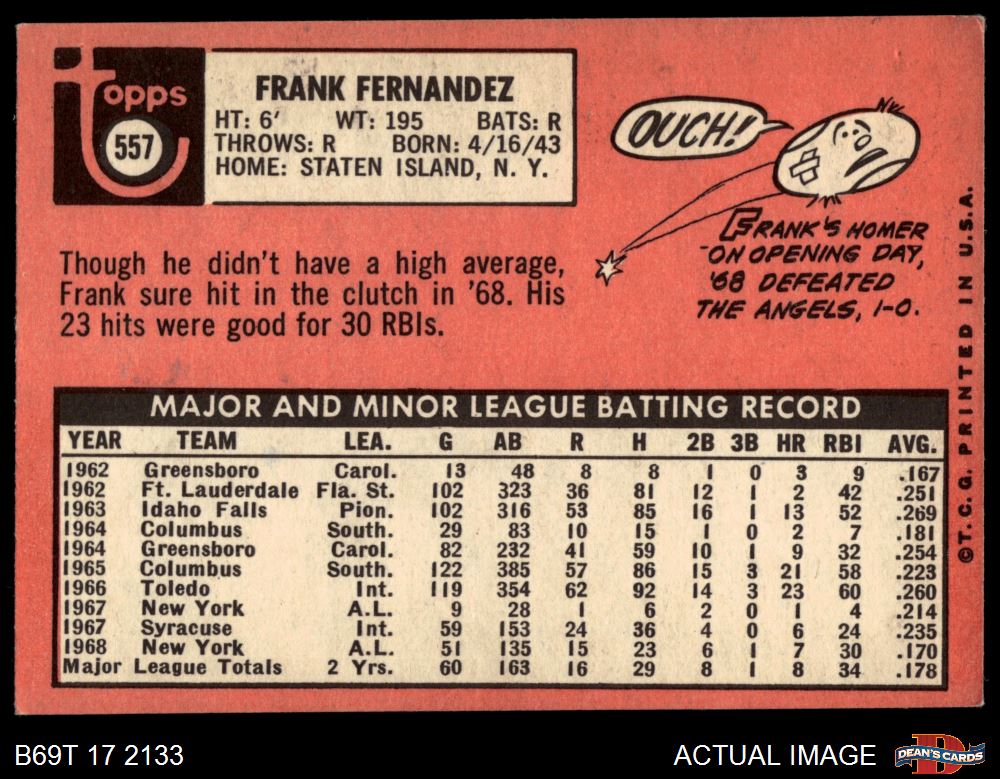 Topps
557
FRANK FERNANDEZ
HT: 6' WT: 195 BATS: R
THROWS: R BORN: 4/16/43
HOME: STATEN ISLAND, N. Y.
Though he didn't have a high average,
Frank sure hit in the clutch in '68. His
23 hits were good for 30 RBIs.
OUCH!
FRANK'S HOMER
ON OPENING DAY,
'68 DEFEATED
THE ANGELS, 1-0.
MAJOR AND MINOR LEAGUE BATTING RECORD
YEAR TEAM LEA. G AB R H 2B 3B HR RBI AVG.
1962 Greensboro Carol. 13 48 8 8 1 0 3 9 .167
1962 Ft. Lauderdale Fla. St. 102 323 36 81 12 1 2 42 .251
1963 Idaho Falls Pion. 102 316 53 85 16 1 13 52 .269
1964 Columbus South. 29 83 10 15 1 0 2 7 .181
1964 Greensboro Carol. 82 232 41 59 10 1 9 32 .254
1965 Columbus South. 122 385 57 86 15 3 21 58 .223
1966 Toledo Int. 119 354 62 92 14 3 23 60 .260
1967 New York A.L. 9 28 1 6 2 0 1 4 .214
1967 Syracuse Int. 59 153 24 36 4 0 6 24 .235
1968 New York A.L. 51 135 15 23 6 1 7 30 .170
Major League Totals 2 Yrs. 60 163 16 29 8 1 8 34 .178
©T.C.G. PRINTED IN U.S.A.
B69T 17 2133
ACTUAL IMAGE
D
DEAN'S CARDS